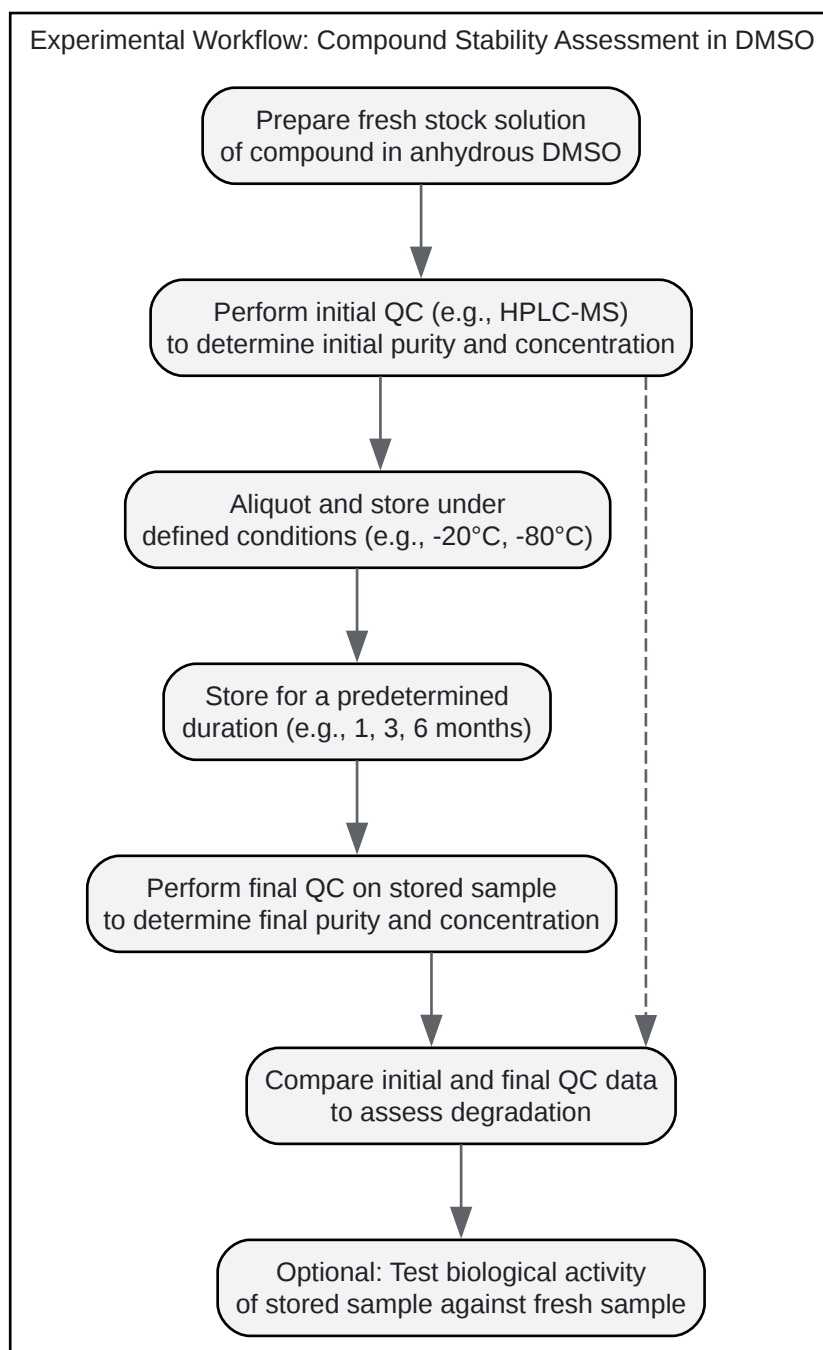 Experimental Workflow: Compound Stability Assessment in DMSO
Prepare fresh stock solution
of compound in anhydrous DMSO
Perform initial QC (e.g., HPLC-MS)
to determine initial purity and concentration
Aliquot and store under
defined conditions (e.g., -20°C, -80°C)
Store for a predetermined
duration (e.g., 1, 3, 6 months)
Perform final QC on stored sample
to determine final purity and concentration
Compare initial and final QC data
to assess degradation
Optional: Test biological activity
of stored sample against fresh sample